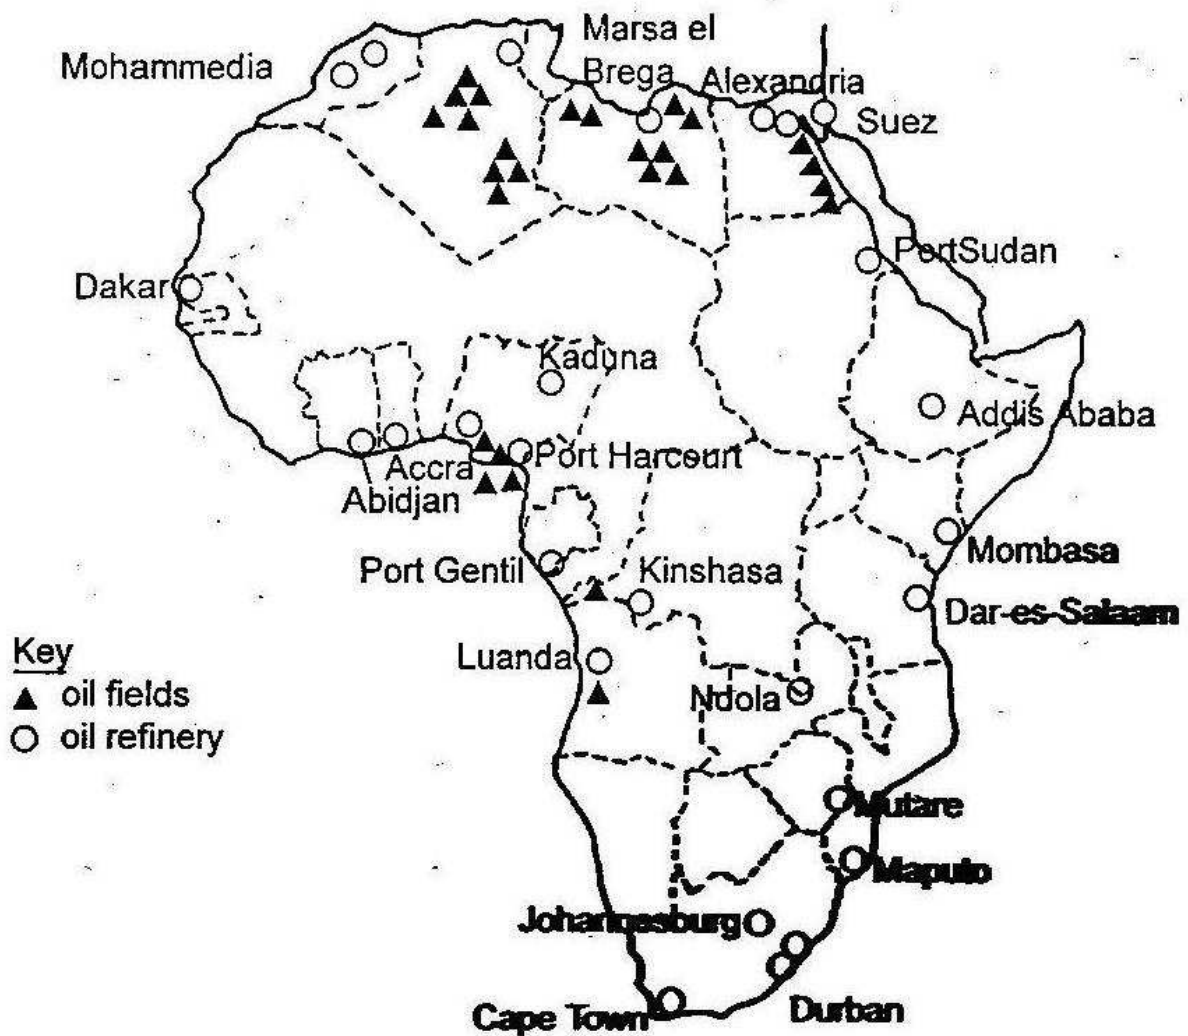 Marsa el
Brega
Mohammedia
Alexandria
Suez
PortSudan
Dakar
Kaduna
Addis Ababa
Accra
Port Harcourt
Abidjan
Mombasa
Port Gentil
Kinshasa
Dar-es-Salaam
Key
oil fields
oil refinery
Luanda
Ndola
Mutare
Maputo
Johannesburg
Durban
Cape Town